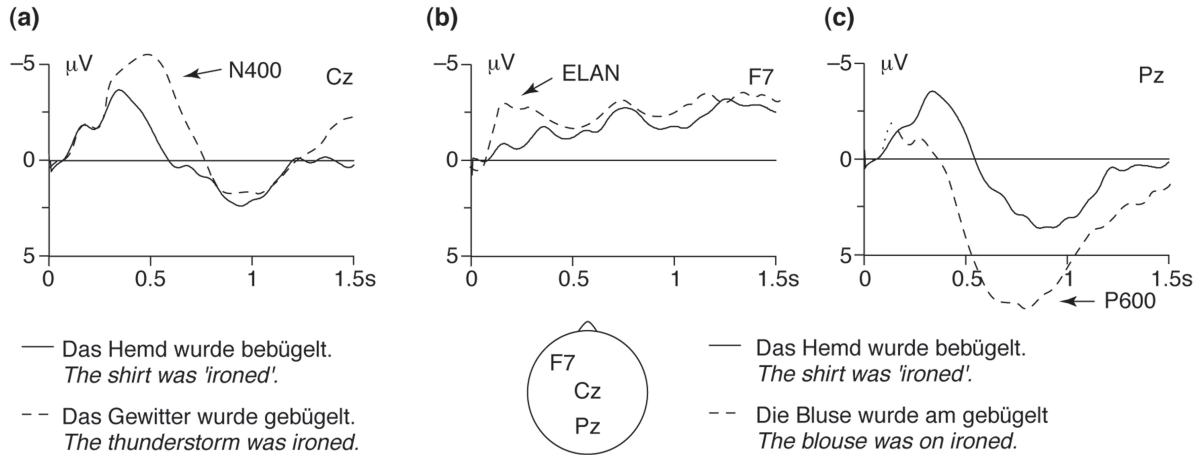 (a) (b) (c)
−5 μV N400 Cz
0
5
0 0.5 1 1.5s
−5 μV ELAN F7
0
5
0 0.5 1 1.5s
−5 μV Pz
0
5
0 0.5 1 1.5s
P600
Das Hemd wurde bebügelt.
The shirt was 'ironed'.
Das Gewitter wurde gebügelt.
The thunderstorm was ironed.
F7
Cz
Pz
Das Hemd wurde bebügelt.
The shirt was 'ironed'.
Die Bluse wurde am gebügelt
The blouse was on ironed.